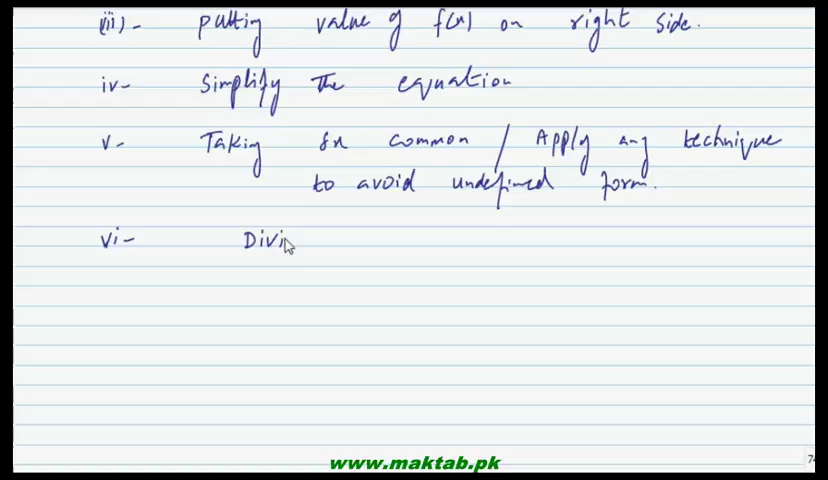 (iii) - putting value of f(x) on right side.
iv - Simplify the equation
v - Taking δx common / Apply any technique
to avoid undefined form.
vi - Divi
www.maktab.pk